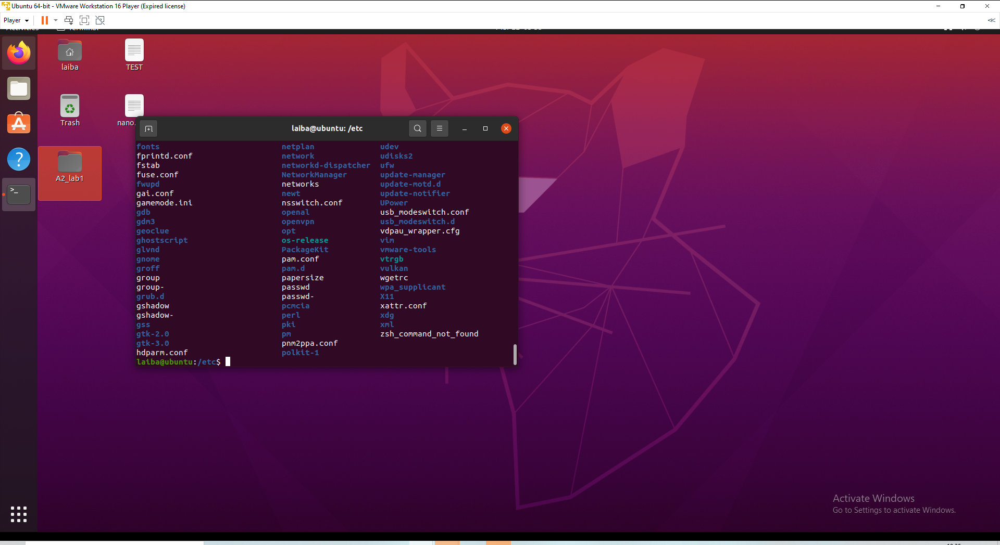 Ubuntu 64-bit - VMware Workstation 16 Player (Expired license)
Player
laiba
TEST
Trash
nano.
A2_lab1
laiba@ubuntu: /etc
fonts netplan udev
fprintd.conf network udisks2
fstab networkd-dispatcher ufw
fuse.conf NetworkManager update-manager
fwupd networks update-motd.d
gai.conf newt update-notifier
gamemode.ini nsswitch.conf UPower
gdb openal usb_modeswitch.conf
gdm3 openvpn usb_modeswitch.d
geoclue opt vdpau_wrapper.cfg
ghostscript os-release vim
glvnd PackageKit vmware-tools
gnome pam.conf vtrgb
groff pam.d vulkan
group papersize wgetrc
group- passwd wpa_supplicant
grub.d passwd- X11
gshadow pcmcia xattr.conf
gshadow- perl xdg
gss pki xml
gtk-2.0 pm zsh_command_not_found
gtk-3.0 pnm2ppa.conf
hdparm.conf polkit-1
laiba@ubuntu:/etc$
Activate Windows
Go to Settings to activate Windows.